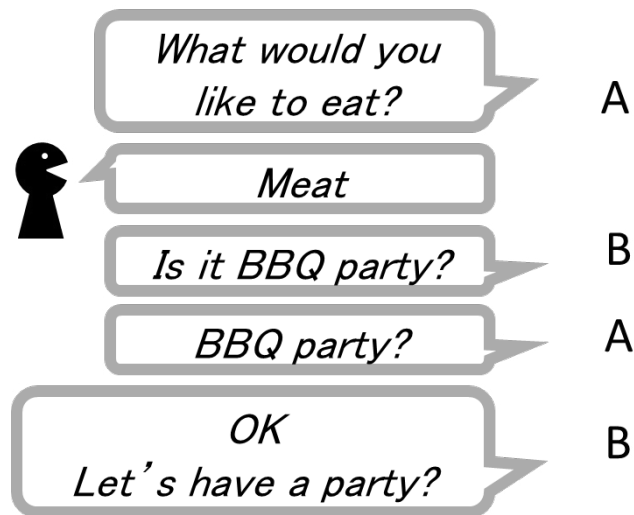 What would you
like to eat?
A
Meat
Is it BBQ party?
B
BBQ party?
A
OK
Let's have a party?
B